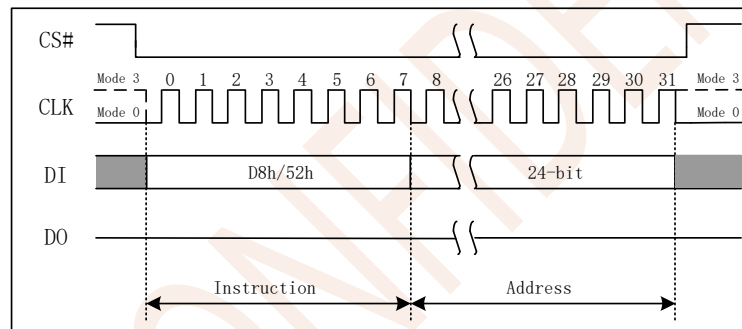 CS#
Mode 3 0 1 2 3 4 5 6 7 8 26 27 28 29 30 31 Mode 3
CLK
Mode 0 Mode 0
DI D8h/52h 24-bit
DO
Instruction Address